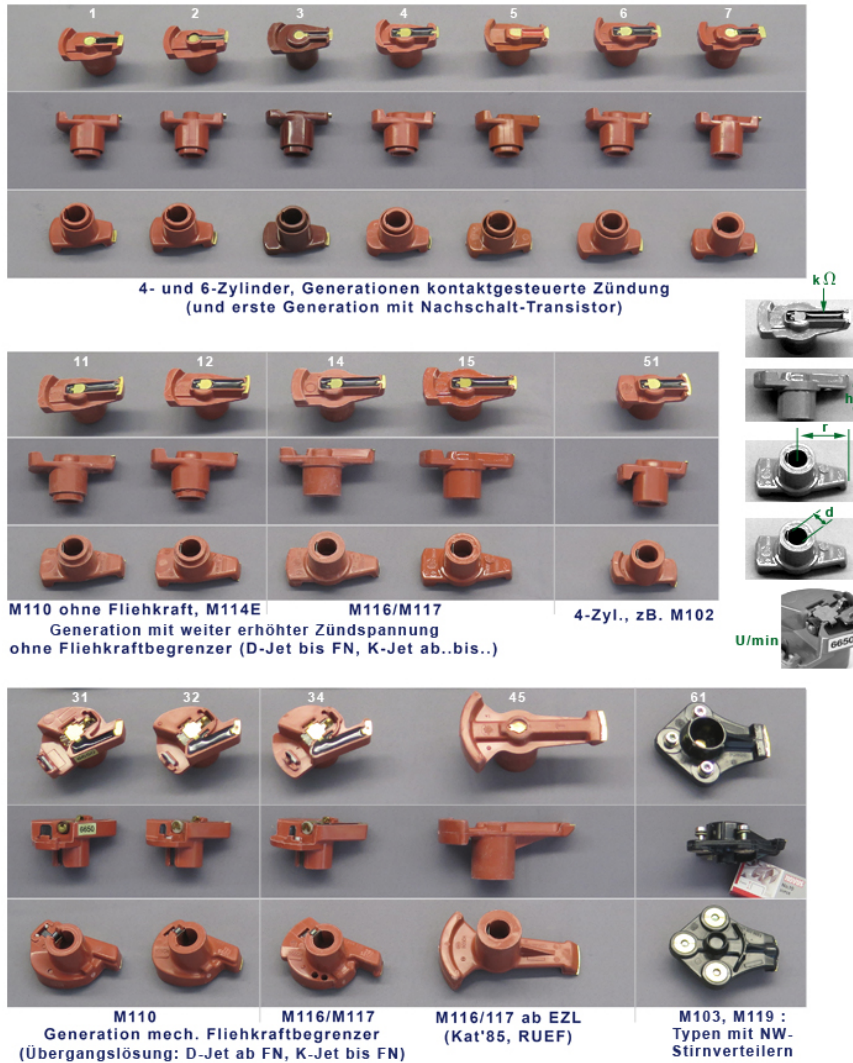 1 2 3 4 5 6 7
4- und 6-Zylinder, Generationen kontaktgesteuerte Zündung
(und erste Generation mit Nachschalt-Transistor)
kΩ
h
r
d
U/min
6650
11 12 14 15 51
M110 ohne Fliehkraft, M114E
M116/M117
4-Zyl., zB. M102
Generation mit weiter erhöhter Zündspannung
ohne Fliehkraftbegrenzer (D-Jet bis FN, K-Jet ab..bis..)
31 32 34 45 61
6650
M110
M116/M117
Generation mech. Fliehkraftbegrenzer
(Übergangslösung: D-Jet ab FN, K-Jet bis FN)
M116/117 ab EZL
(Kat'85, RUEF)
M103, M119 :
Typen mit NW-
Stirnverteilern